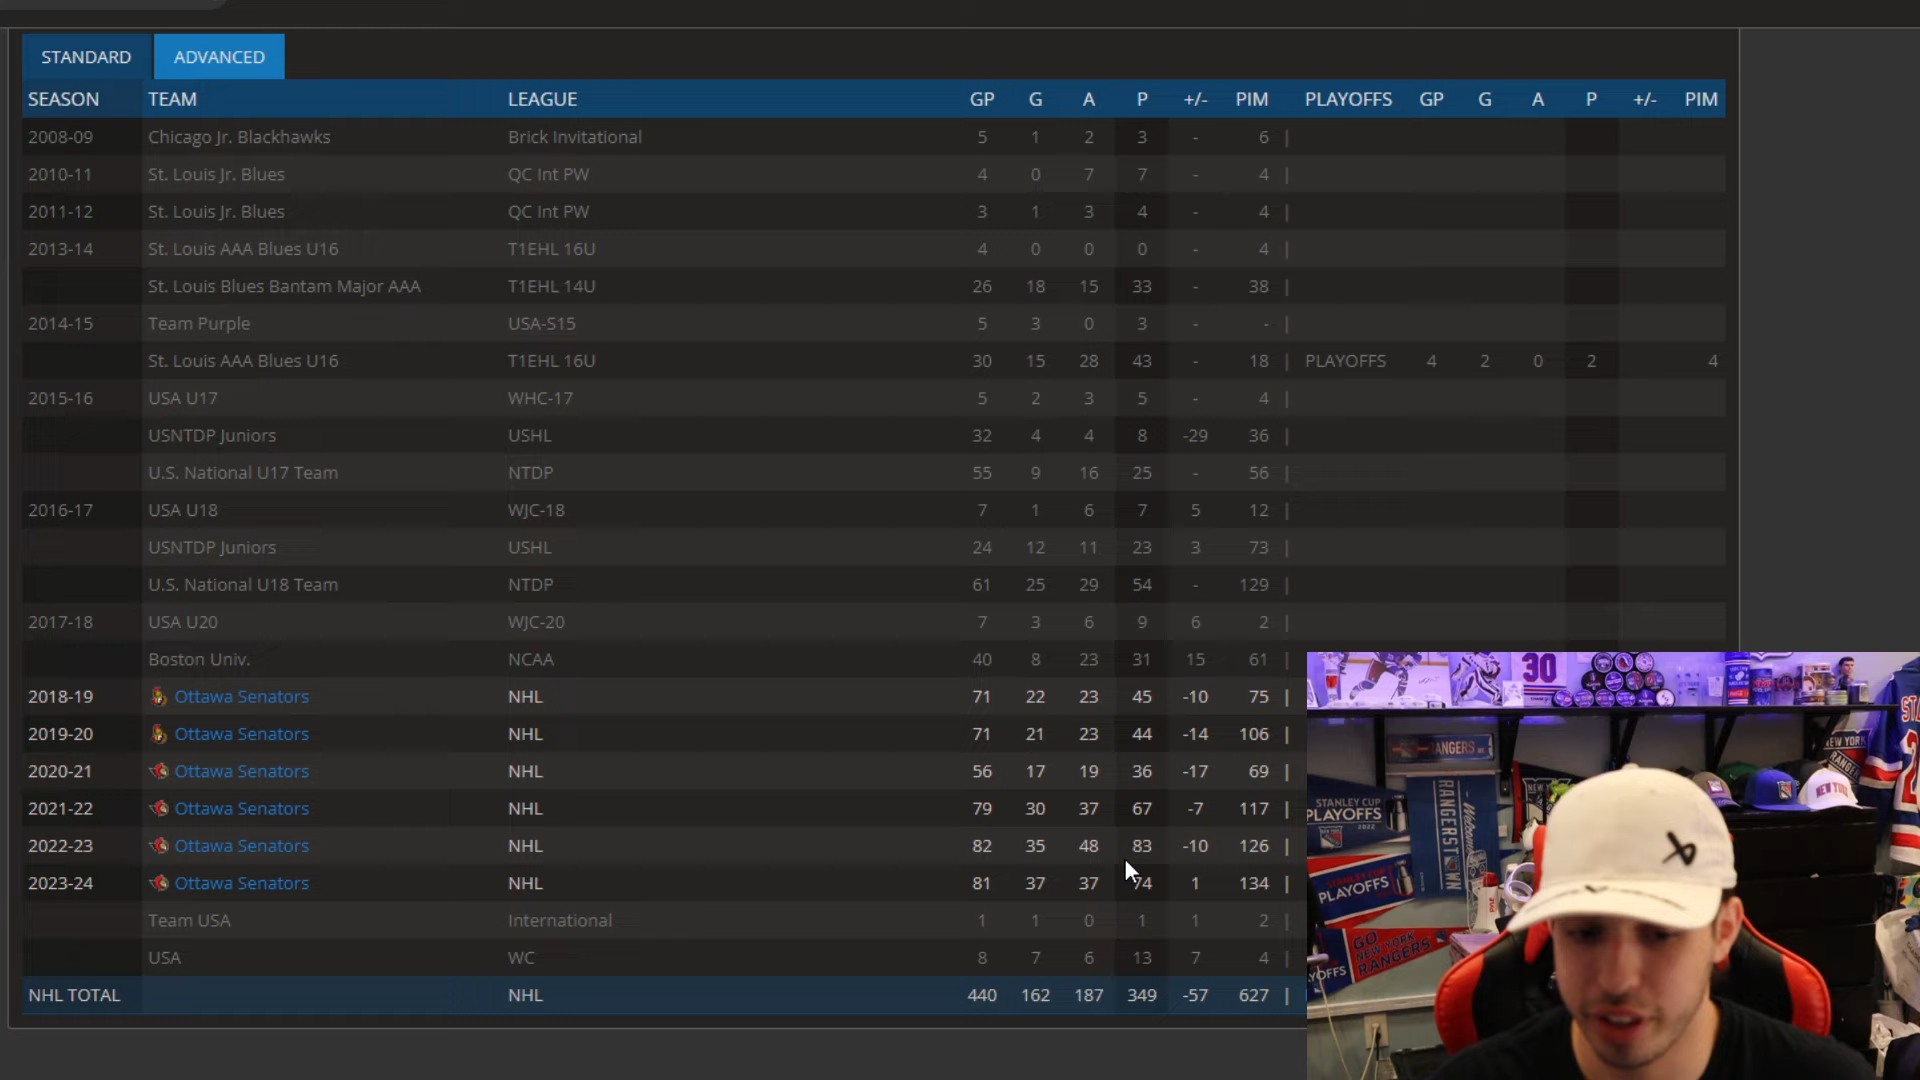 STANDARD ADVANCED
SEASON TEAM LEAGUE GP G A P +/- PIM PLAYOFFS GP G A P +/- PIM
2008-09 Chicago Jr. Blackhawks Brick Invitational 5 1 2 3 - 6 |
2010-11 St. Louis Jr. Blues QC Int PW 4 0 7 7 - 4 |
2011-12 St. Louis Jr. Blues QC Int PW 3 1 3 4 - 4 |
2013-14 St. Louis AAA Blues U16 T1EHL 16U 4 0 0 0 - 4 |
St. Louis Blues Bantam Major AAA T1EHL 14U 26 18 15 33 - 38 |
2014-15 Team Purple USA-S15 5 3 0 3 - - |
St. Louis AAA Blues U16 T1EHL 16U 30 15 28 43 - 18 | PLAYOFFS 4 2 0 2 4
2015-16 USA U17 WHC-17 5 2 3 5 - 4 |
USNTDP Juniors USHL 32 4 4 8 -29 36 |
U.S. National U17 Team NTDP 55 9 16 25 - 56 |
2016-17 USA U18 WJC-18 7 1 6 7 5 12 |
USNTDP Juniors USHL 24 12 11 23 3 73 |
U.S. National U18 Team NTDP 61 25 29 54 - 129 |
2017-18 USA U20 WJC-20 7 3 6 9 6 2 |
Boston Univ. NCAA 40 8 23 31 15 61 |
2018-19 Ottawa Senators NHL 71 22 23 45 -10 75 |
2019-20 Ottawa Senators NHL 71 21 23 44 -14 106 |
2020-21 Ottawa Senators NHL 56 17 19 36 -17 69 |
2021-22 Ottawa Senators NHL 79 30 37 67 -7 117 |
2022-23 Ottawa Senators NHL 82 35 48 83 -10 126 |
2023-24 Ottawa Senators NHL 81 37 37 74 1 134 |
Team USA International 1 1 0 1 1 2 |
USA WC 8 7 6 13 7 4 |
NHL TOTAL NHL 440 162 187 349 -57 627 |
30
RANGERS
NEW YORK
RANGER
STANLEY CUP
PLAYOFFS
2022
RANGERSTOWN
Welcome
PLAYOFFS
GO
NEW YORK
RANGERS